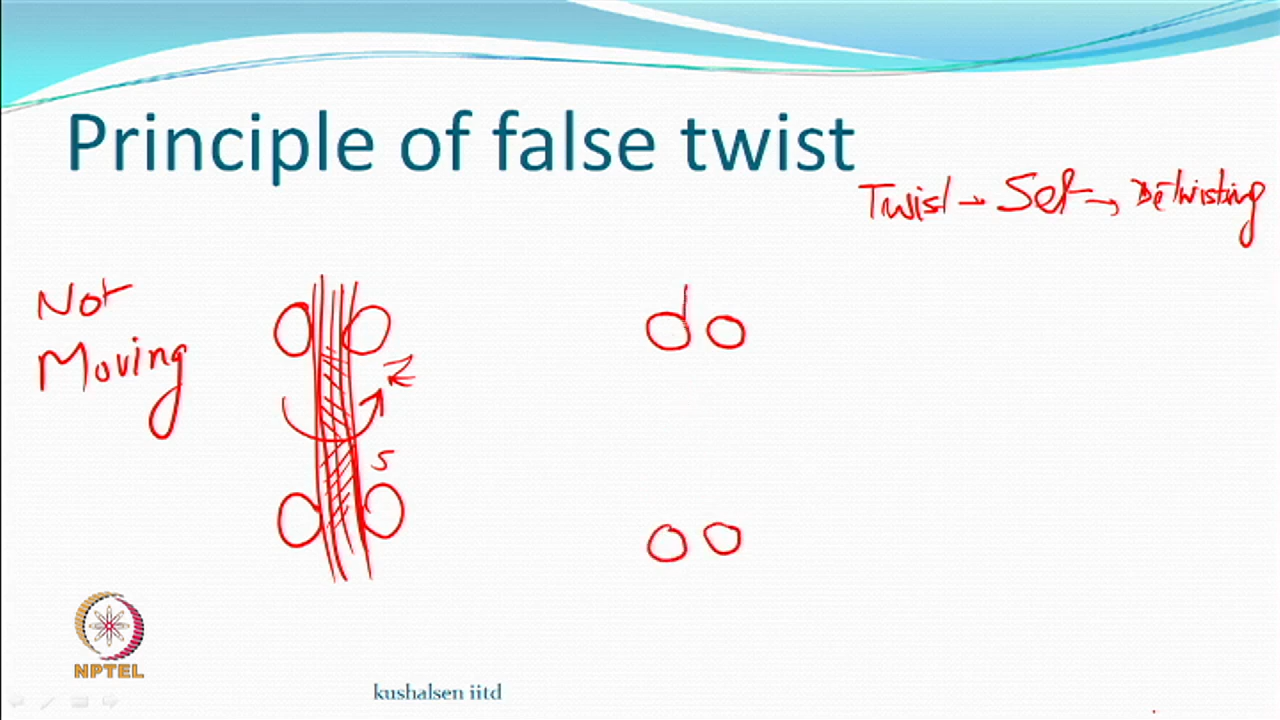 Principle of false twist
Twist → Set → Detwisting
Not
Moving
Z
S
NPTEL
kushalsen iitd